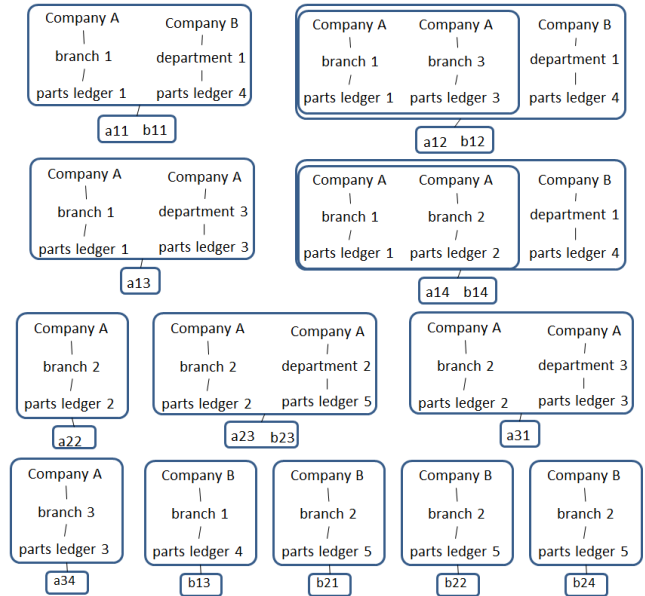 Company A Company B
branch 1 department 1
parts ledger 1 parts ledger 4
a11 b11
Company A Company A Company B
branch 1 branch 3 department 1
parts ledger 1 parts ledger 3 parts ledger 4
a12 b12
Company A Company A
branch 1 department 3
parts ledger 1 parts ledger 3
a13
Company A Company A Company B
branch 1 branch 2 department 1
parts ledger 1 parts ledger 2 parts ledger 4
a14 b14
Company A
branch 2
parts ledger 2
a22
Company A Company A
branch 2 department 2
parts ledger 2 parts ledger 5
a23 b23
Company A Company A
branch 2 department 3
parts ledger 2 parts ledger 3
a31
Company A
branch 3
parts ledger 3
a34
Company B
branch 1
parts ledger 4
b13
Company B
branch 2
parts ledger 5
b21
Company B
branch 2
parts ledger 5
b22
Company B
branch 2
parts ledger 5
b24